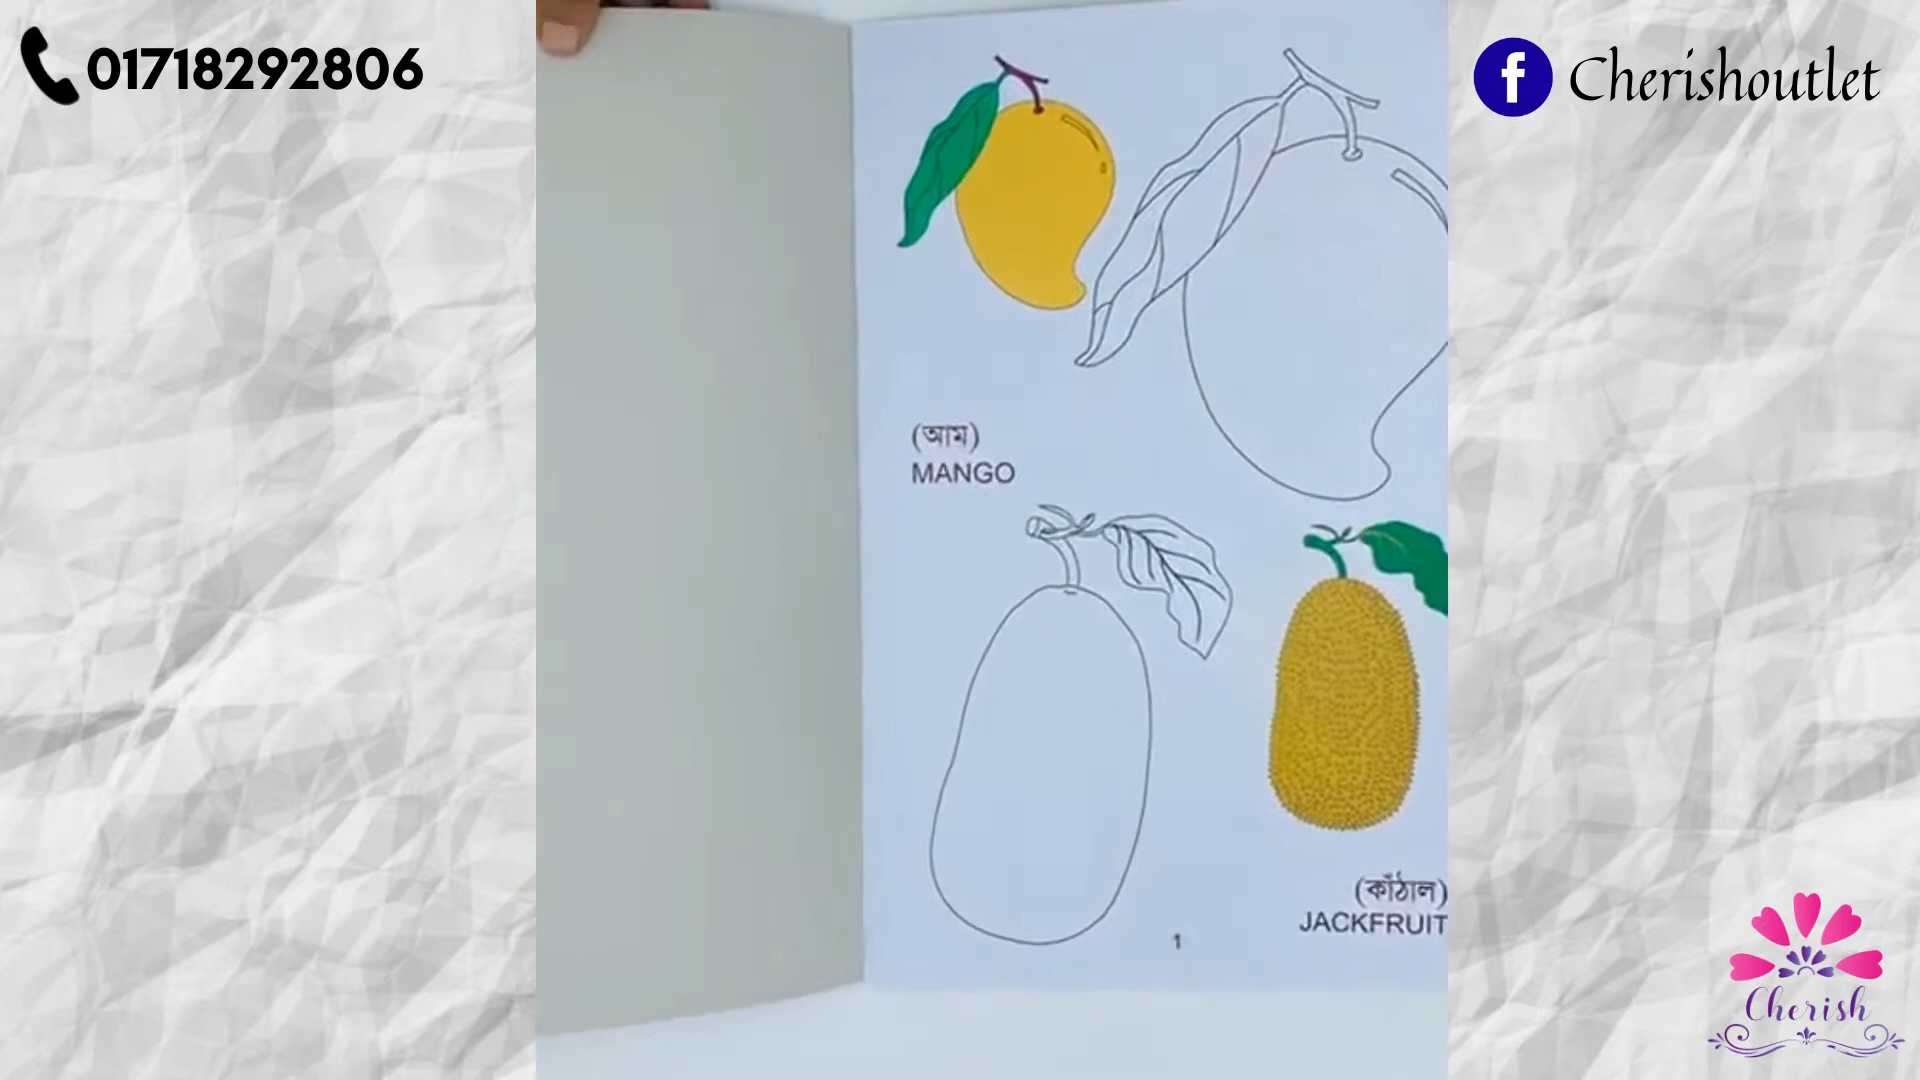 01718292806
Cherishoutlet
(আম)
MANGO
(কাঁঠাল)
JACKFRUIT
1
Cherish